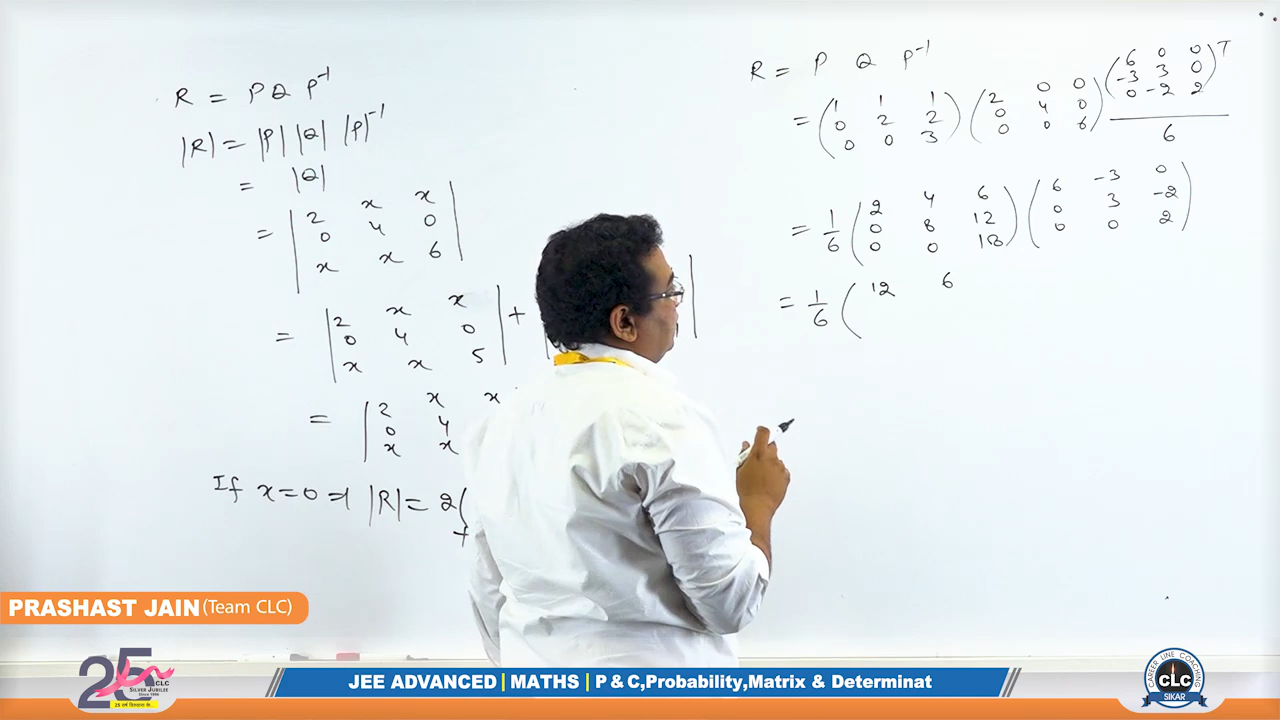 R = P Q P⁻¹
|R| = |P| |Q| |P|⁻¹
= |Q|
= | 2 x x |
| 0 4 0 |
| x x 6 |
= | 2 x x | +
| 0 4 0 |
| x x 5 |
= | 2 x x
| 0 4
| x x
If x=0 ⇒ |R| = 2(
+
R = P Q P⁻¹
= ( 1 1 1 ) ( 2 0 0 ) ( 6 0 0 )ᵀ
( 0 2 2 ) ( 0 4 0 ) ( -3 3 0 )
( 0 0 3 ) ( 0 0 6 ) ( 0 -2 2 )
6
= 1/6 ( 2 4 6 ) ( 6 -3 0 )
( 0 8 12 ) ( 0 3 -2 )
( 0 0 18 ) ( 0 0 2 )
= 1/6 ( 12 6
PRASHAST JAIN (Team CLC)
25 CLC
SILVER JUBILEE
Since 1996
JEE ADVANCED | MATHS | P & C,Probability,Matrix & Determinat
CAREER LINE COACHING
CLC
SIKAR